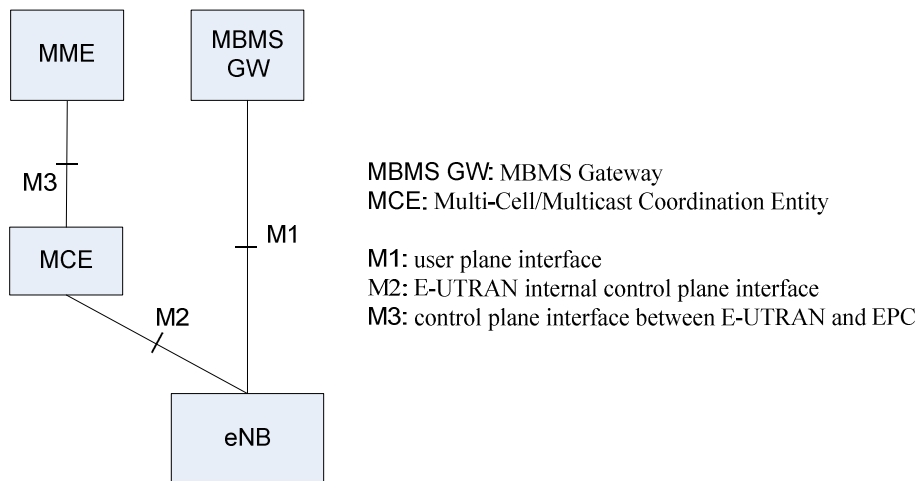 MME
MBMS
GW
M3
M1
MCE
M2
eNB
MBMS GW: MBMS Gateway
MCE: Multi-Cell/Multicast Coordination Entity
M1: user plane interface
M2: E-UTRAN internal control plane interface
M3: control plane interface between E-UTRAN and EPC